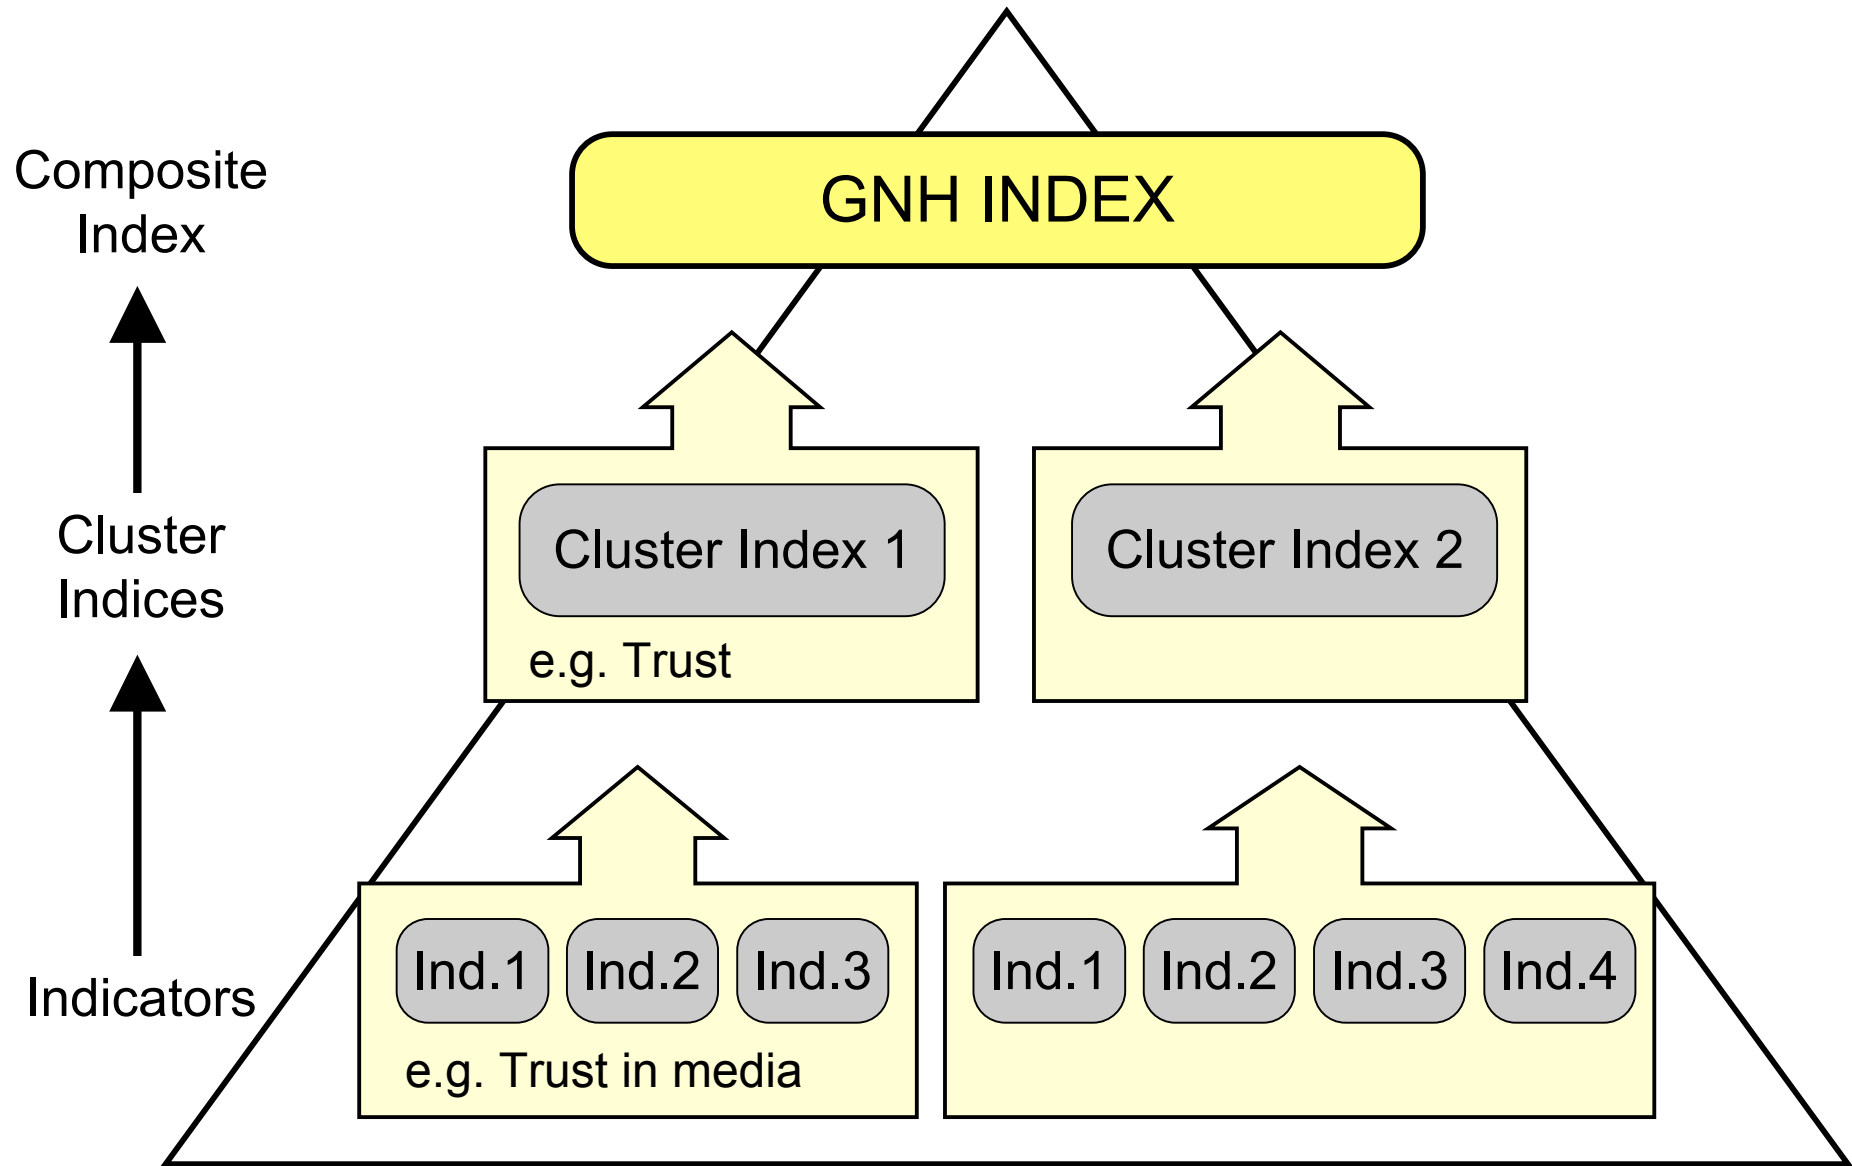 Composite
Index
GNH INDEX
Cluster
Indices
Cluster Index 1
Cluster Index 2
e.g. Trust
Indicators
Ind.1
Ind.2
Ind.3
Ind.1
Ind.2
Ind.3
Ind.4
e.g. Trust in media